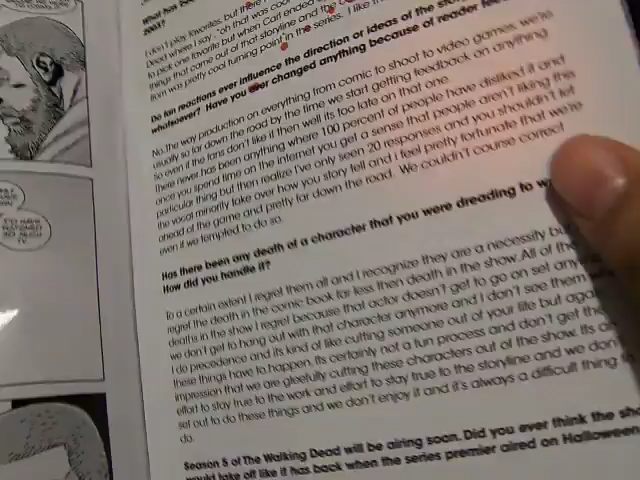 What has
2003?
I don't play favorites, but there
Dead where I say - "oh that was cool
to pick one favorite but when Carl ended
things that came out of that storyline and the
from was pretty cool turning point in the series. I like
Do fan reactions ever influence the direction or ideas of the
whatsoever? Have you ever changed anything because of reader
No the way production on everything from comic to shoot to video games we're
usually so far down the road by the time we start getting feedback on anything
so even if the fans don't like it then well its too late on that one.
There never has been anything where 100 percent of people have disliked it and
once you spend time on the internet you get a sense that people aren't liking this
particular thing but then realize I've only seen 20 responses and you shouldn't let
the vocal minority take over how you story tell and I feel pretty fortunate that we're
ahead of the game and pretty far down the road. We couldn't course correct
even if we tempted to do so.
Has there been any death of a character that you were dreading to
How did you handle it?
To a certain extent I regret them all and I recognize they are a necessity
regret the death in the comic book far less then death in the show. All of the
deaths in the show I regret because that actor doesn't get to go on set
we don't get to hang out with that character anymore and I don't see them
I do precedence and its kind of like cutting someone out of your life but
these things have to happen. Its certainly not a fun process and don't get the
impression that we are gleefully cutting these characters out of the show. Its
effort to stay true to the work and effort to stay true to the storyline and we don
set out to do these things and we don't enjoy it and it's always a difficult thing
do.
Season 5 of The Walking Dead will be airing soon. Did you ever think the
would take off like it has back when the series premier aired on Halloween